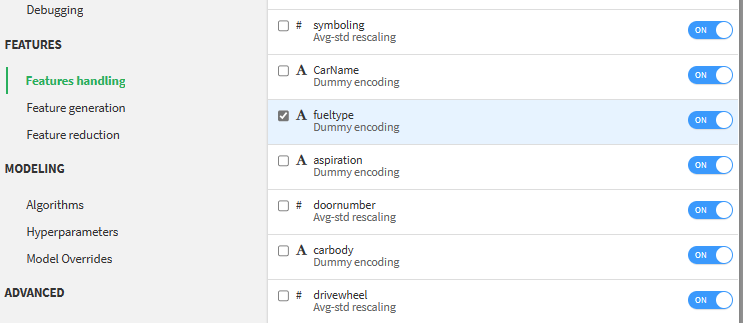 Debugging
FEATURES
Features handling
Feature generation
Feature reduction
MODELING
Algorithms
Hyperparameters
Model Overrides
ADVANCED
# symboling ON
Avg-std rescaling
A CarName ON
Dummy encoding
A fueltype ON
Dummy encoding
A aspiration ON
Dummy encoding
# doornumber ON
Avg-std rescaling
A carbody ON
Dummy encoding
# drivewheel ON
Avg-std rescaling